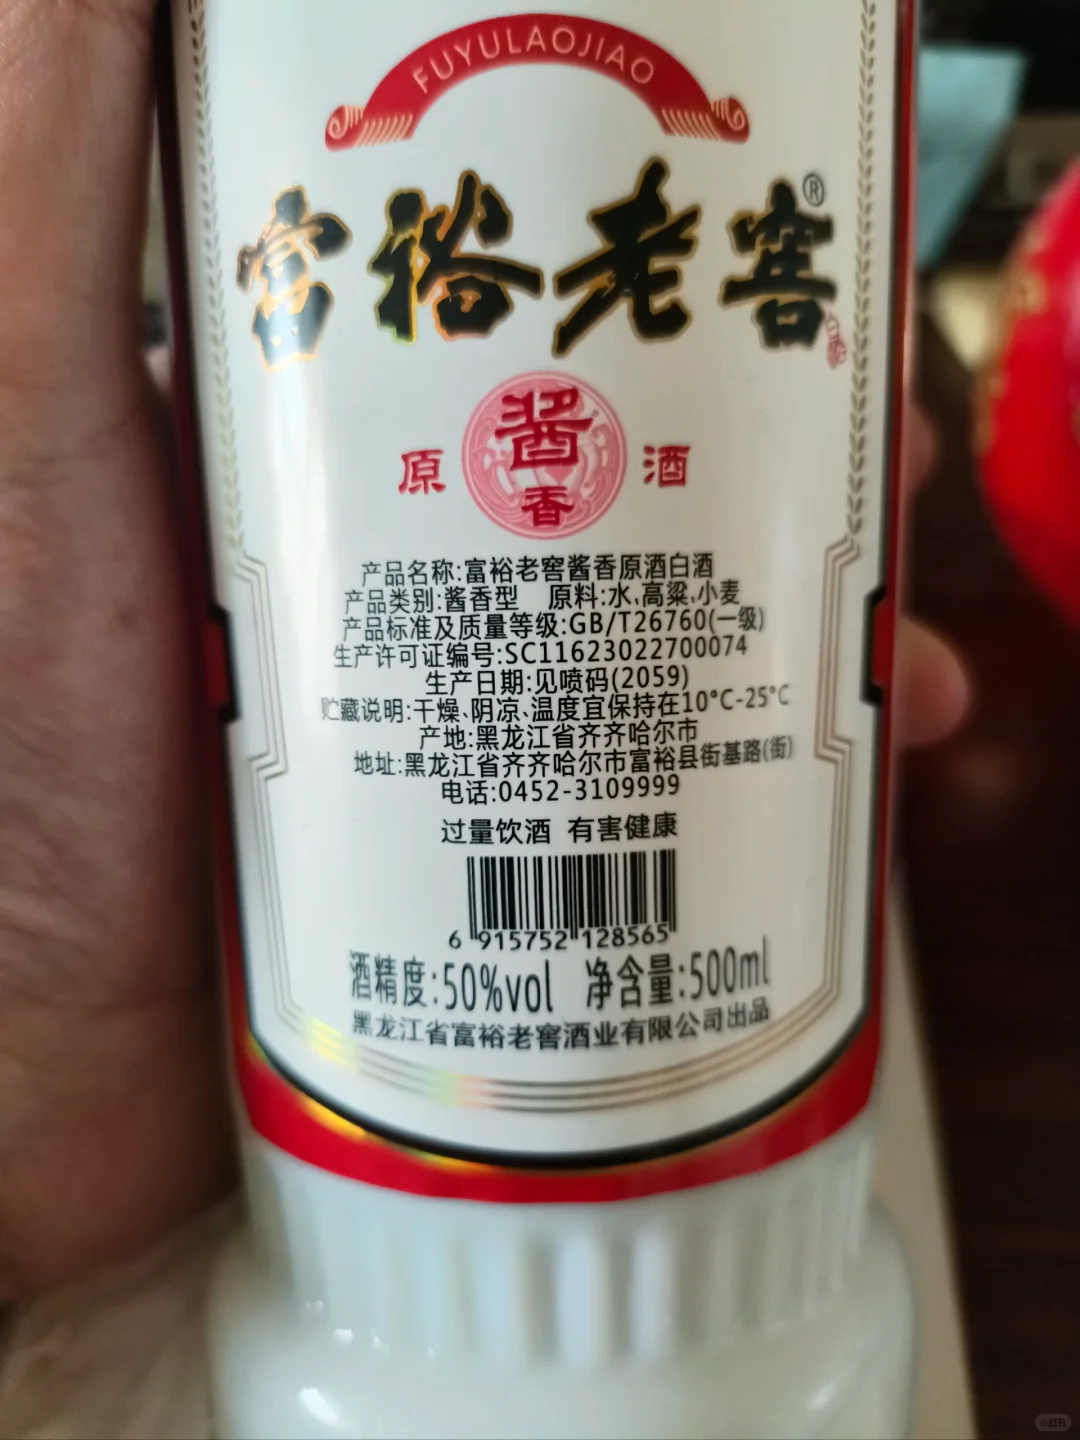 FUYULAOJIAO
富裕老窖®
原 酱香 酒
产品名称:富裕老窖酱香原酒白酒
产品类别:酱香型 原料:水、高粱、小麦
产品标准及质量等级:GB/T26760(一级)
生产许可证编号:SC11623022700074
生产日期:见喷码(2059)
贮藏说明:干燥、阴凉、温度宜保持在10°C-25°C
产地:黑龙江省齐齐哈尔市
地址:黑龙江省齐齐哈尔市富裕县街基路(街)
电话:0452-3109999
过量饮酒 有害健康
6 915752 128565
酒精度:50%vol 净含量:500ml
黑龙江省富裕老窖酒业有限公司出品
小红书